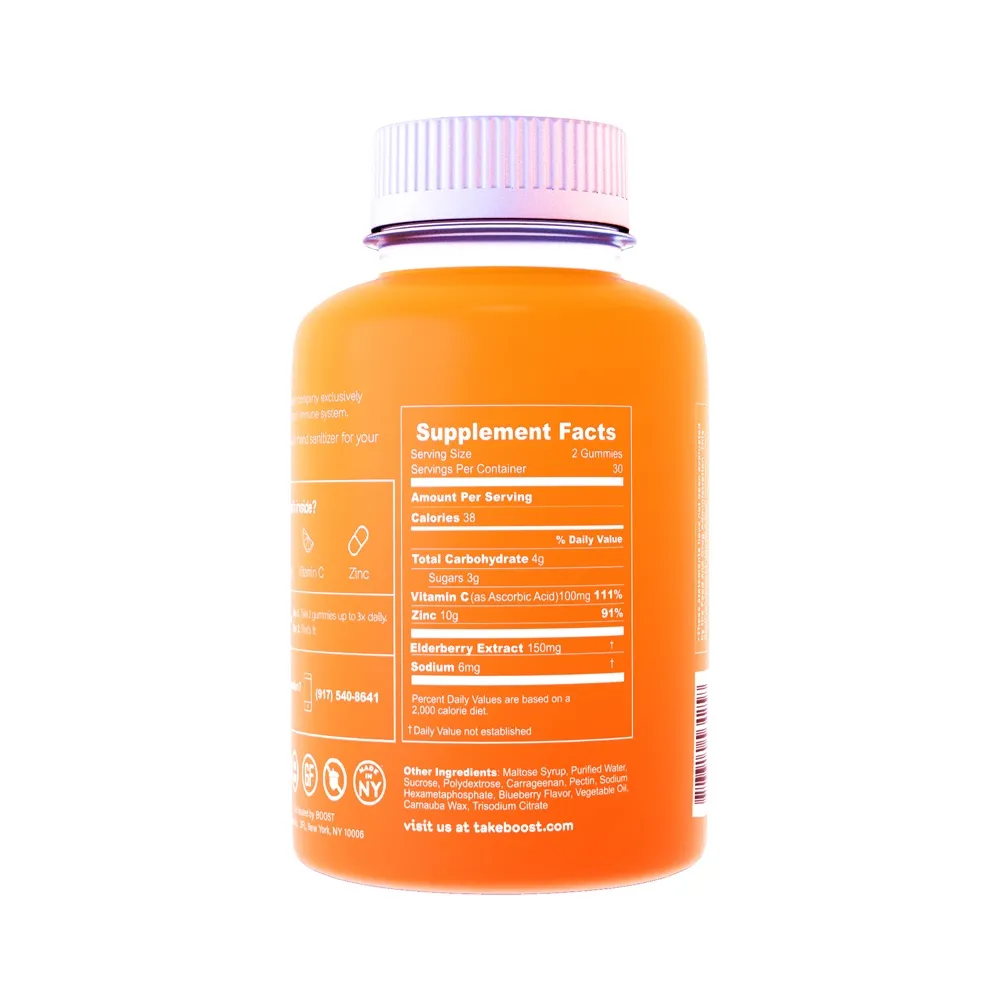 company exclusively
immune system.
hand sanitizer for your
inside?
Vitamin C
Zinc
gummies up to 3x daily.
(917) 540-8641
GF
MADE IN NY
by BOOST
New York, NY 10006
Supplement Facts
Serving Size 2 Gummies
Servings Per Container 30
Amount Per Serving
Calories 38
% Daily Value
Total Carbohydrate 4g
Sugars 3g
Vitamin C (as Ascorbic Acid)100mg 111%
Zinc 10g 91%
Elderberry Extract 150mg †
Sodium 6mg †
Percent Daily Values are based on a
2,000 calorie diet.
† Daily Value not established
Other Ingredients: Maltose Syrup, Purified Water,
Sucrose, Polydextrose, Carrageenan, Pectin, Sodium
Hexametaphosphate, Blueberry Flavor, Vegetable Oil,
Carnauba Wax, Trisodium Citrate
visit us at takeboost.com